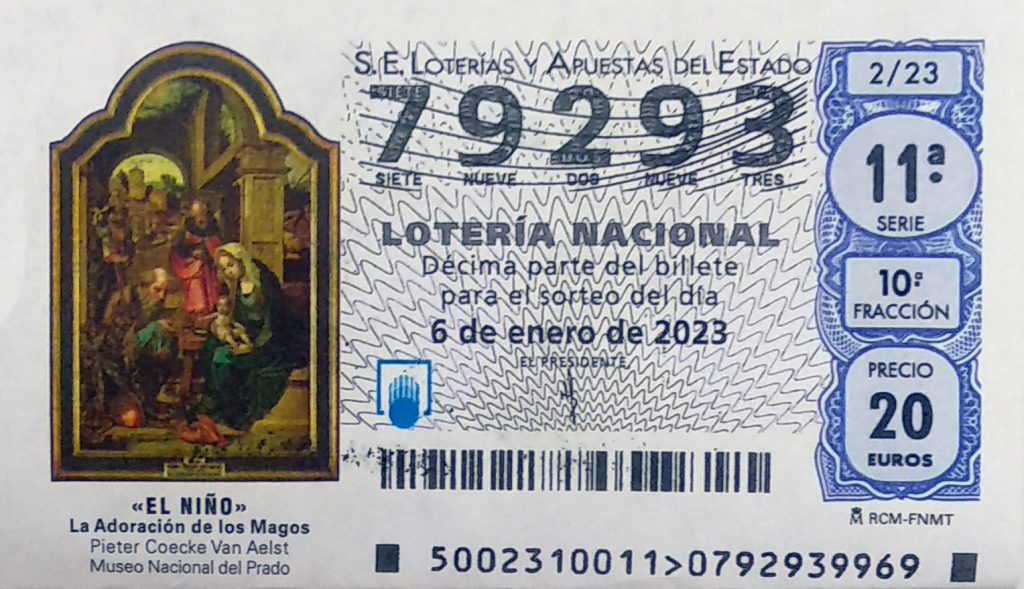 S.E. LOTERÍAS Y APUESTAS DEL ESTADO
79293
SIETE NUEVE DOS NUEVE TRES
LOTERÍA NACIONAL
Décima parte del billete
para el sorteo del día
6 de enero de 2023
EL PRESIDENTE
2/23
11ª
SERIE
10ª
FRACCIÓN
PRECIO
20
EUROS
RCM-FNMT
«EL NIÑO»
La Adoración de los Magos
Pieter Coecke Van Aelst
Museo Nacional del Prado
5002310011>0792939969